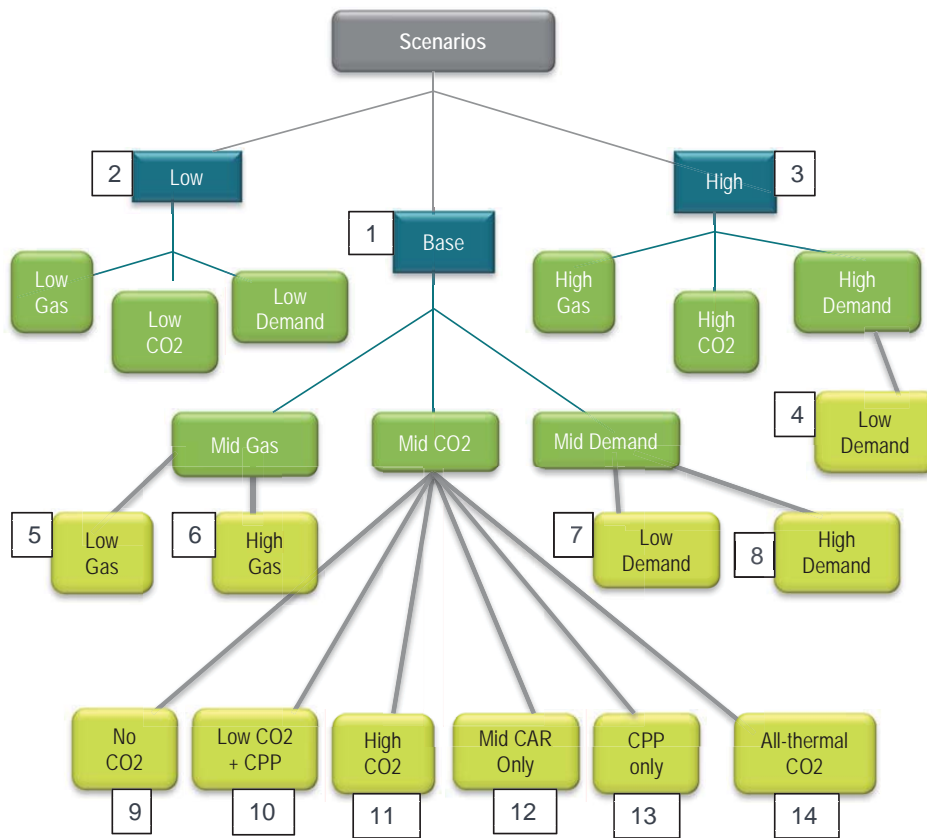 Scenarios
2
Low
3
High
1
Base
Low
Gas
Low
CO2
Low
Demand
High
Gas
High
CO2
High
Demand
4
Low
Demand
Mid Gas
Mid CO2
Mid Demand
5
Low
Gas
6
High
Gas
7
Low
Demand
8
High
Demand
No
CO2
9
Low CO2
+ CPP
10
High
CO2
11
Mid CAR
Only
12
CPP
only
13
All-thermal
CO2
14